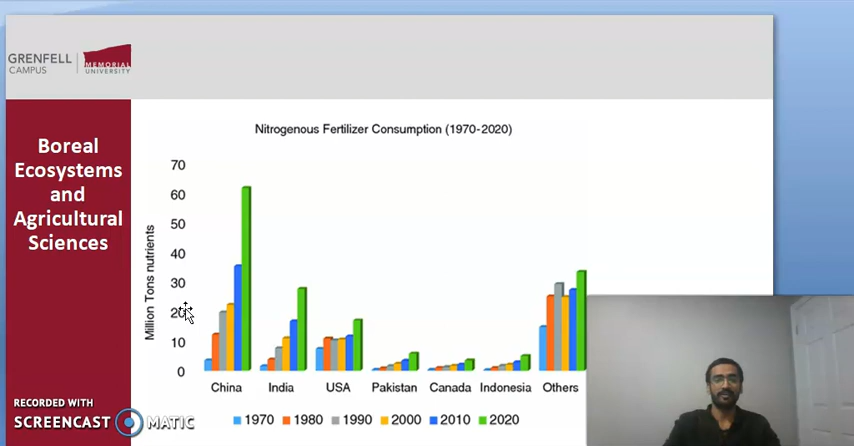 GRENFELL
CAMPUS
MEMORIAL
UNIVERSITY
Boreal
Ecosystems
and
Agricultural
Sciences
Nitrogenous Fertilizer Consumption (1970-2020)
Million Tons nutrients
70
60
50
40
30
20
10
0
China India USA Pakistan Canada Indonesia Others
1970 1980 1990 2000 2010 2020
RECORDED WITH
SCREENCAST MATIC